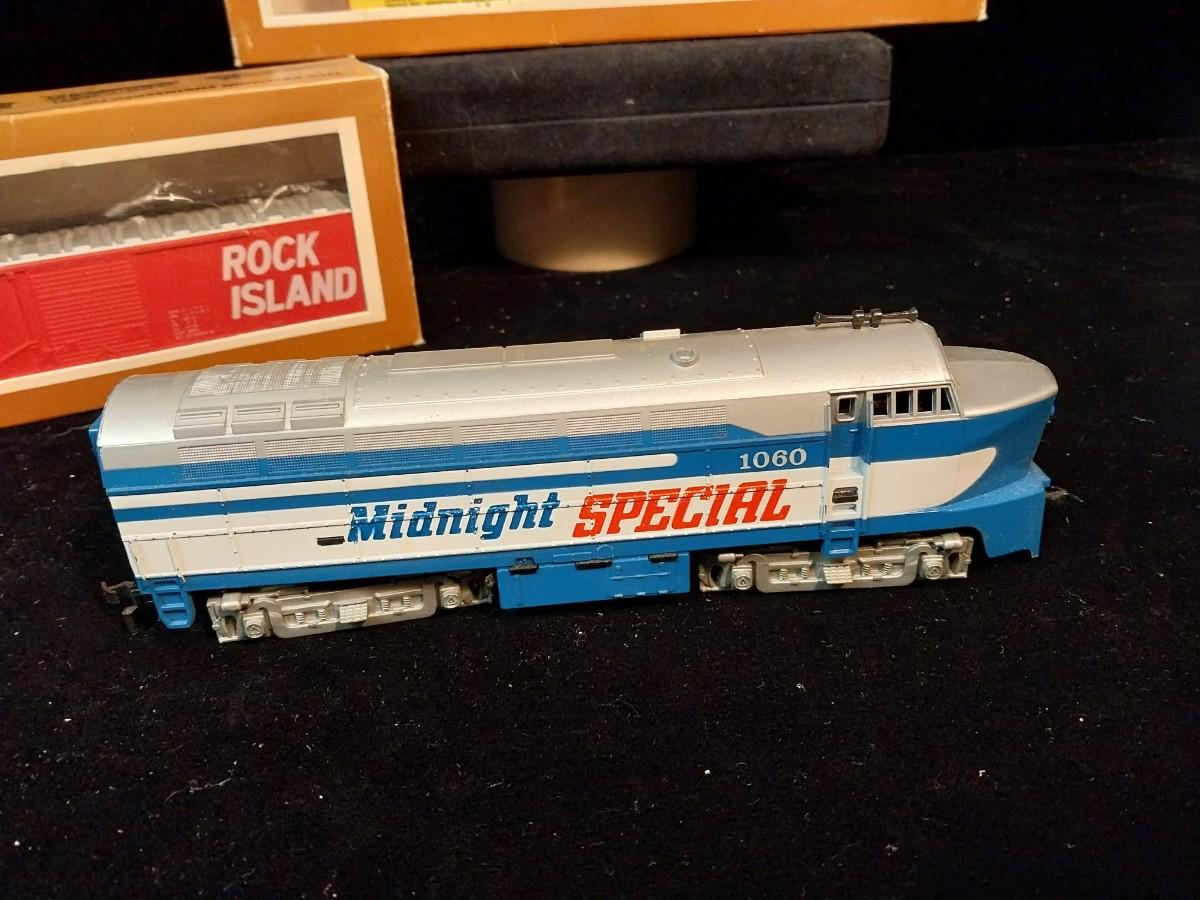 ROCK
ISLAND
1060
Midnight SPECIAL